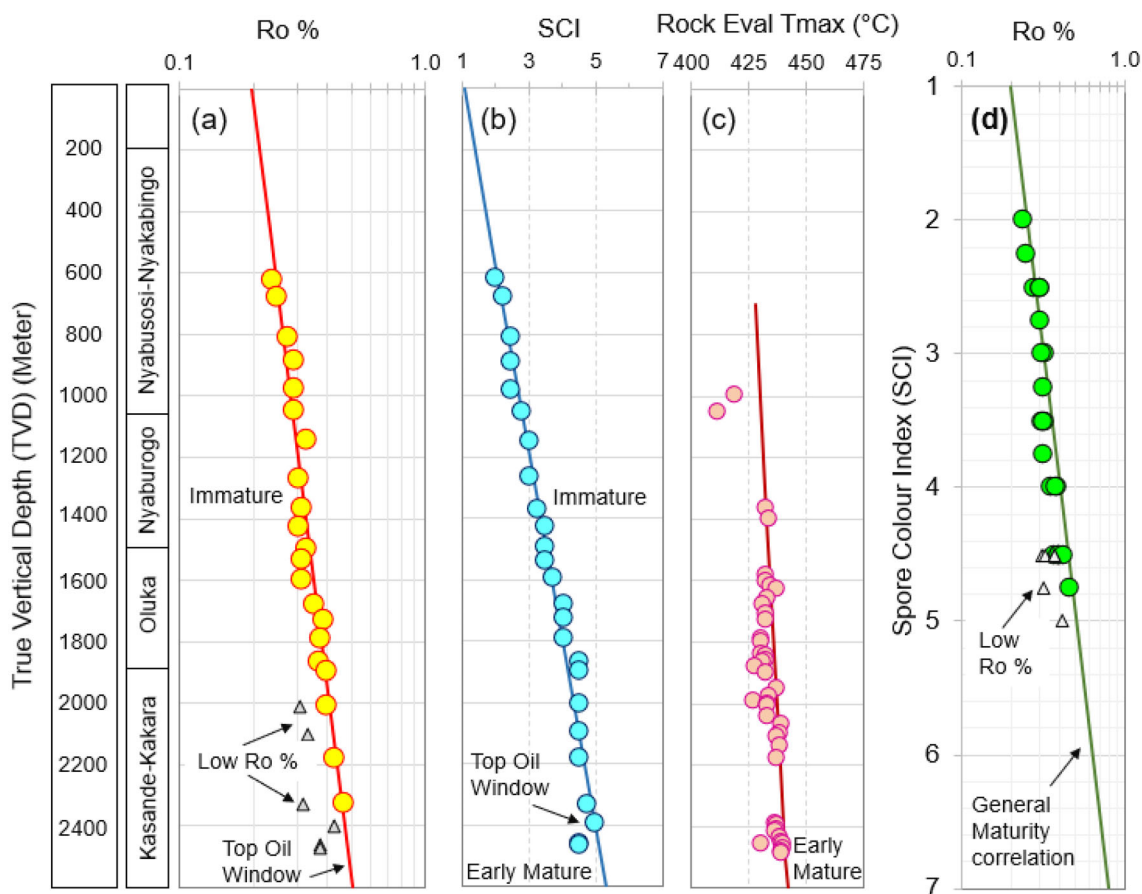 Ro %
SCI
Rock Eval Tmax (°C)
Ro %
0.1
1.0
1
3
5
7
400
425
450
475
0.1
1.0
(a)
(b)
(c)
(d)
True Vertical Depth (TVD) (Meter)
200
400
600
800
1000
1200
1400
1600
1800
2000
2200
2400
Nyabusosi-Nyakabingo
Nyaburogo
Oluka
Kasande-Kakara
Immature
Low Ro %
Top Oil
Window
Immature
Top Oil
Window
Early Mature
Early
Mature
Spore Colour Index (SCI)
1
2
3
4
5
6
7
Low
Ro %
General
Maturity
correlation